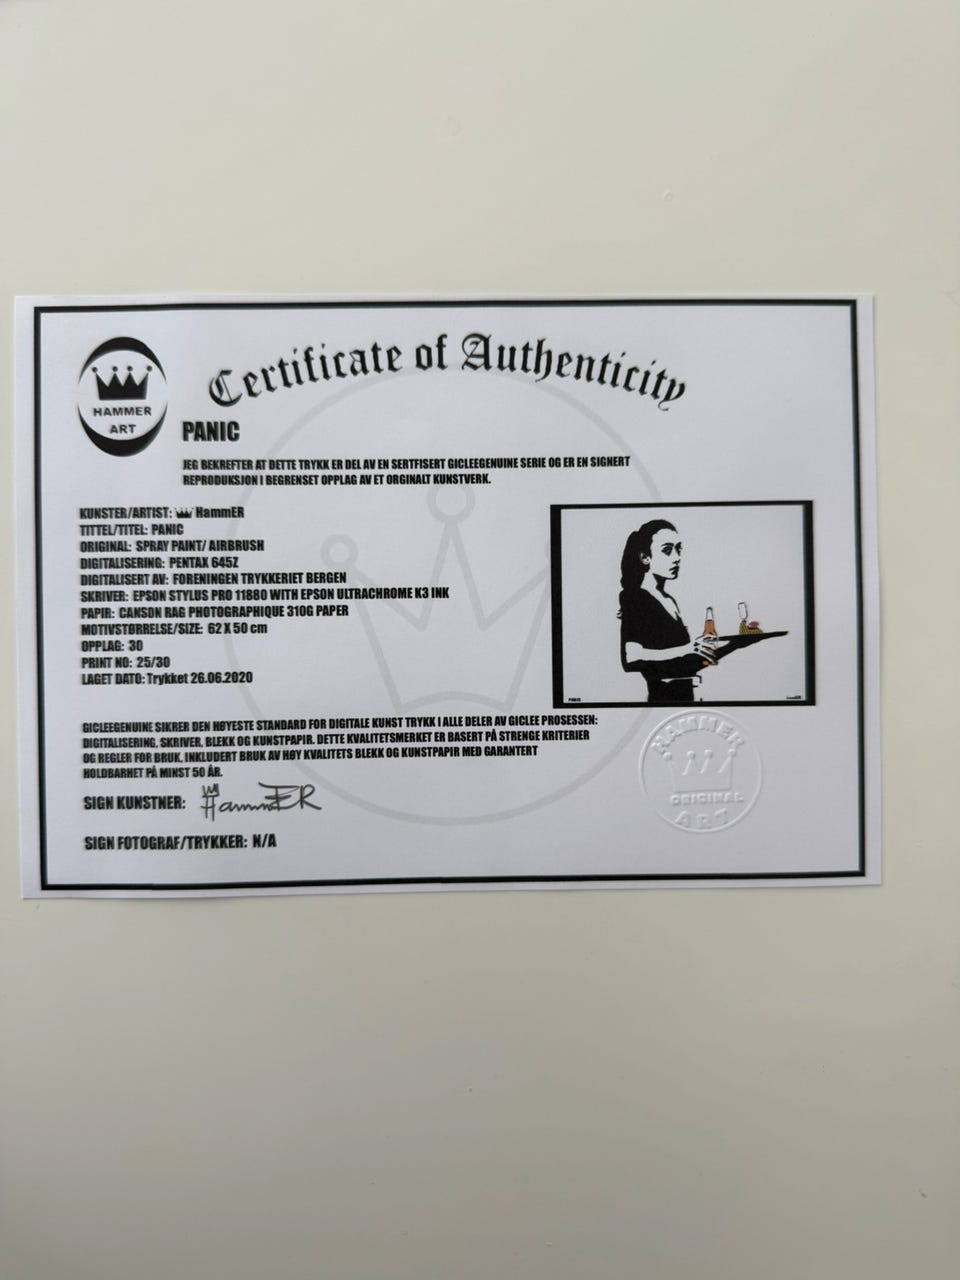 HAMMER
ART
Certificate of Authenticity
PANIC
JEG BEKREFTER AT DETTE TRYKK ER DEL AV EN SERTFISERT GICLEEGENUINE SERIE OG ER EN SIGNERT
REPRODUKSJON I BEGRENSET OPPLAG AV ET ORGINALT KUNSTVERK.
KUNSTER/ARTIST: HammER
TITTEL/TITEL: PANIC
ORIGINAL: SPRAY PAINT/ AIRBRUSH
DIGITALISERING: PENTAX 645Z
DIGITALISERT AV: FORENINGEN TRYKKERIET BERGEN
SKRIVER: EPSON STYLUS PRO 11880 WITH EPSON ULTRACHROME K3 INK
PAPIR: CANSON RAG PHOTOGRAPHIQUE 310G PAPER
MOTIVSTØRRELSE/SIZE: 62 X 50 cm
OPPLAG: 30
PRINT NO: 25/30
LAGET DATO: Trykket 26.06.2020
PANIC
GICLEEGENUINE SIKRER DEN HØYESTE STANDARD FOR DIGITALE KUNST TRYKK I ALLE DELER AV GICLEE PROSESSEN:
DIGITALISERING, SKRIVER, BLEKK OG KUNSTPAPIR. DETTE KVALITETSMERKET ER BASERT PÅ STRENGE KRITERIER
OG REGLER FOR BRUK, INKLUDERT BRUK AV HØY KVALITETS BLEKK OG KUNSTPAPIR MED GARANTERT
HOLDBARHET PÅ MINST 50 ÅR.
SIGN KUNSTNER: HammER
SIGN FOTOGRAF/TRYKKER: N/A
HAMMER
ORIGINAL
ART